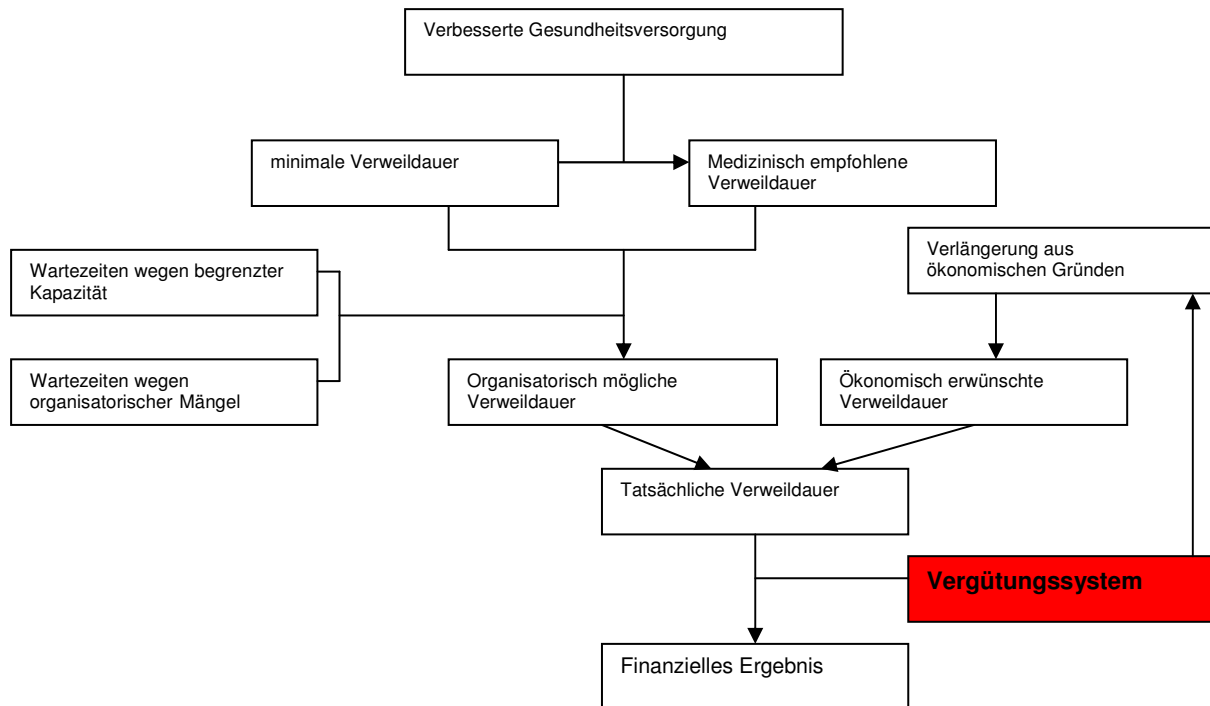 Verbesserte Gesundheitsversorgung
minimale Verweildauer
Medizinisch empfohlene
Verweildauer
Wartezeiten wegen begrenzter
Kapazität
Verlängerung aus
ökonomischen Gründen
Wartezeiten wegen
organisatorischer Mängel
Organisatorisch mögliche
Verweildauer
Ökonomisch erwünschte
Verweildauer
Tatsächliche Verweildauer
Vergütungssystem
Finanzielles Ergebnis